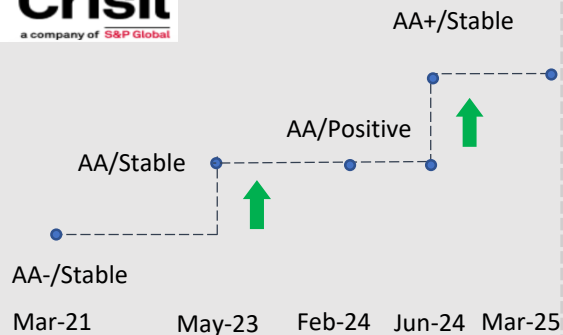 Crisil
a company of S&P Global
AA+/Stable
AA/Positive
AA/Stable
AA-/Stable
Mar-21 May-23 Feb-24 Jun-24 Mar-25